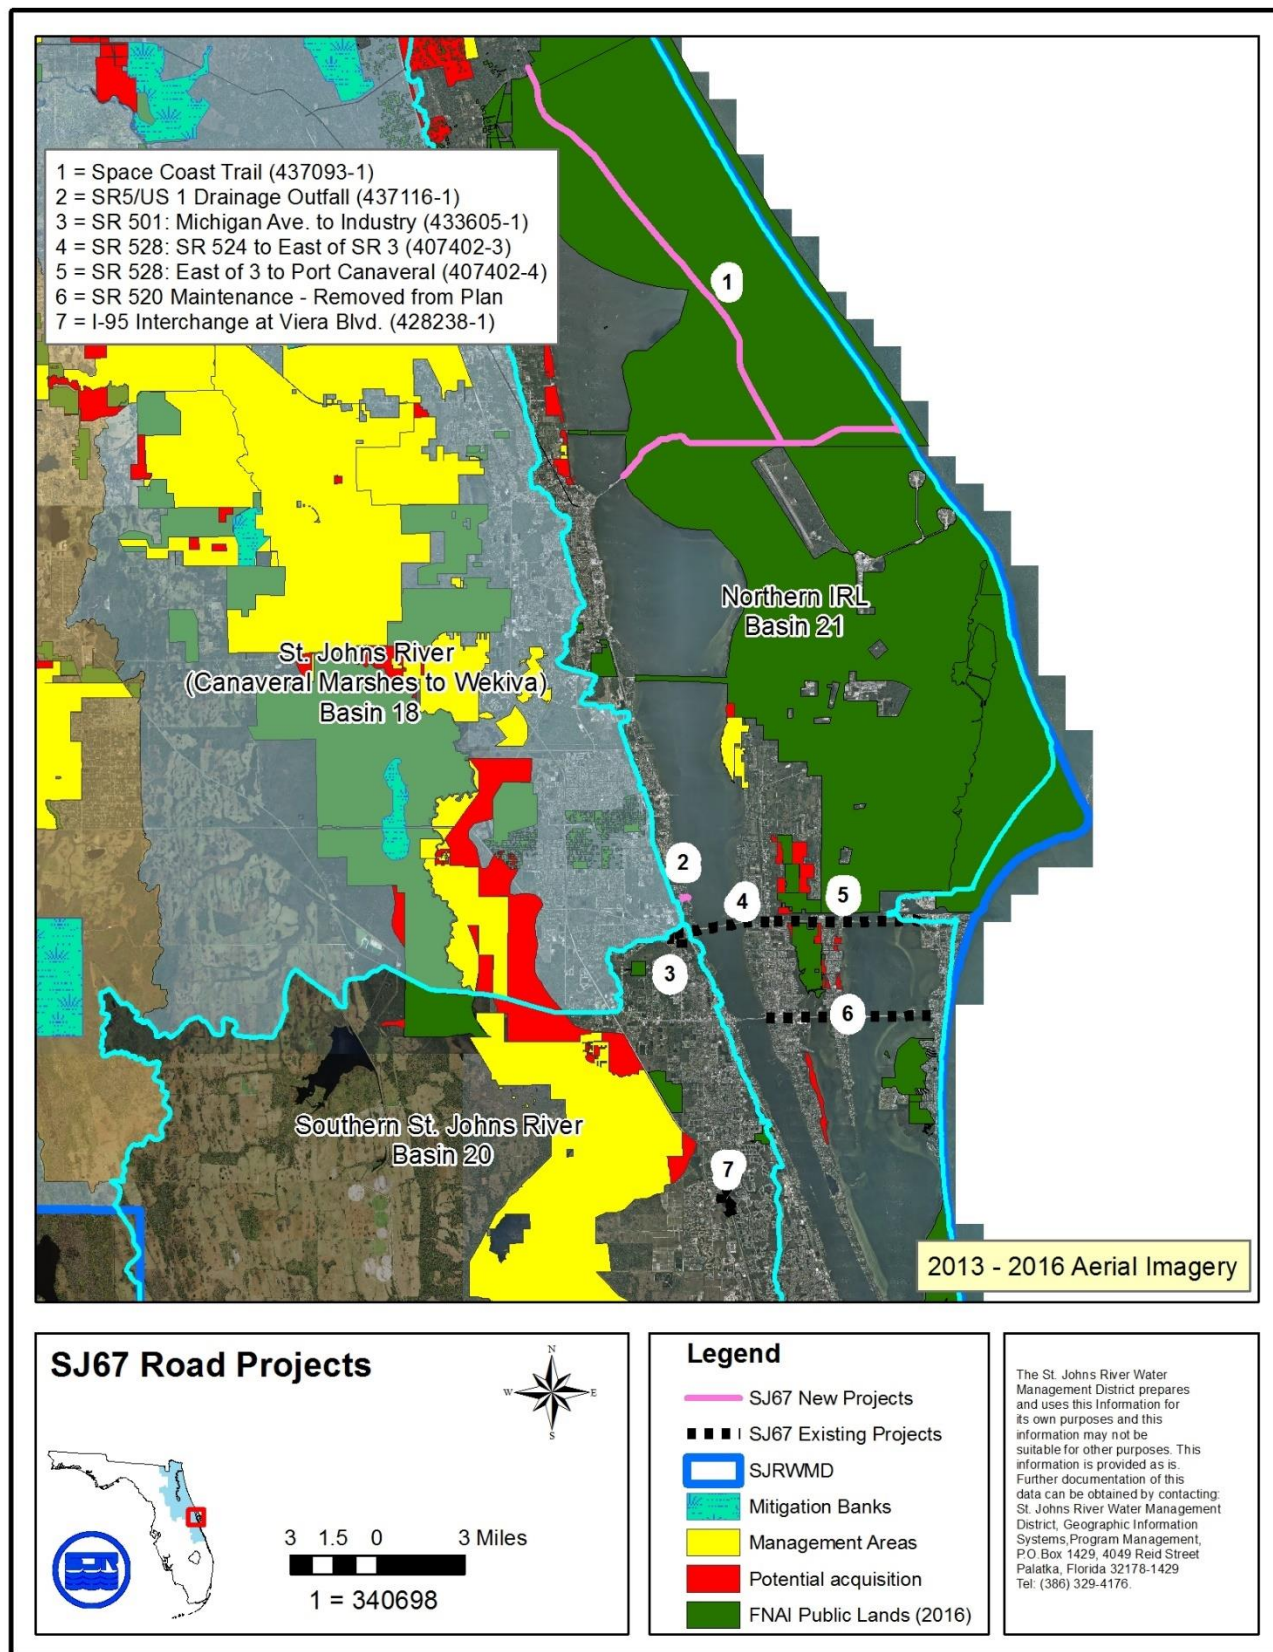 1 = Space Coast Trail (437093-1)
2 = SR5/US 1 Drainage Outfall (437116-1)
3 = SR 501: Michigan Ave. to Industry (433605-1)
4 = SR 528: SR 524 to East of SR 3 (407402-3)
5 = SR 528: East of 3 to Port Canaveral (407402-4)
6 = SR 520 Maintenance - Removed from Plan
7 = I-95 Interchange at Viera Blvd. (428238-1)
1
Northern IRL
Basin 21
St. Johns River
(Canaveral Marshes to Wekiva)
Basin 18
2
4
5
3
6
Southern St. Johns River
Basin 20
7
2013 - 2016 Aerial Imagery
SJ67 Road Projects
N
W
E
S
3 1.5 0 3 Miles
1 = 340698
Legend
SJ67 New Projects
SJ67 Existing Projects
SJRWMD
Mitigation Banks
Management Areas
Potential acquisition
FNAI Public Lands (2016)
The St. Johns River Water
Management District prepares
and uses this Information for
its own purposes and this
information may not be
suitable for other purposes. This
information is provided as is.
Further documentation of this
data can be obtained by contacting:
St. Johns River Water Management
District, Geographic Information
Systems,Program Management,
P.O.Box 1429, 4049 Reid Street
Palatka, Florida 32178-1429
Tel: (386) 329-4176.